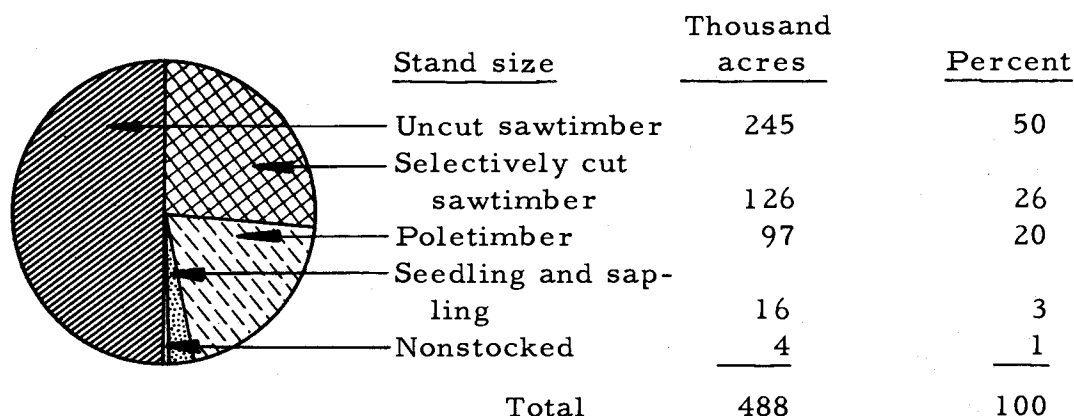 Thousand
Stand size acres Percent
Uncut sawtimber 245 50
Selectively cut
sawtimber 126 26
Poletimber 97 20
Seedling and sap-
ling 16 3
Nonstocked 4 1
Total 488 100